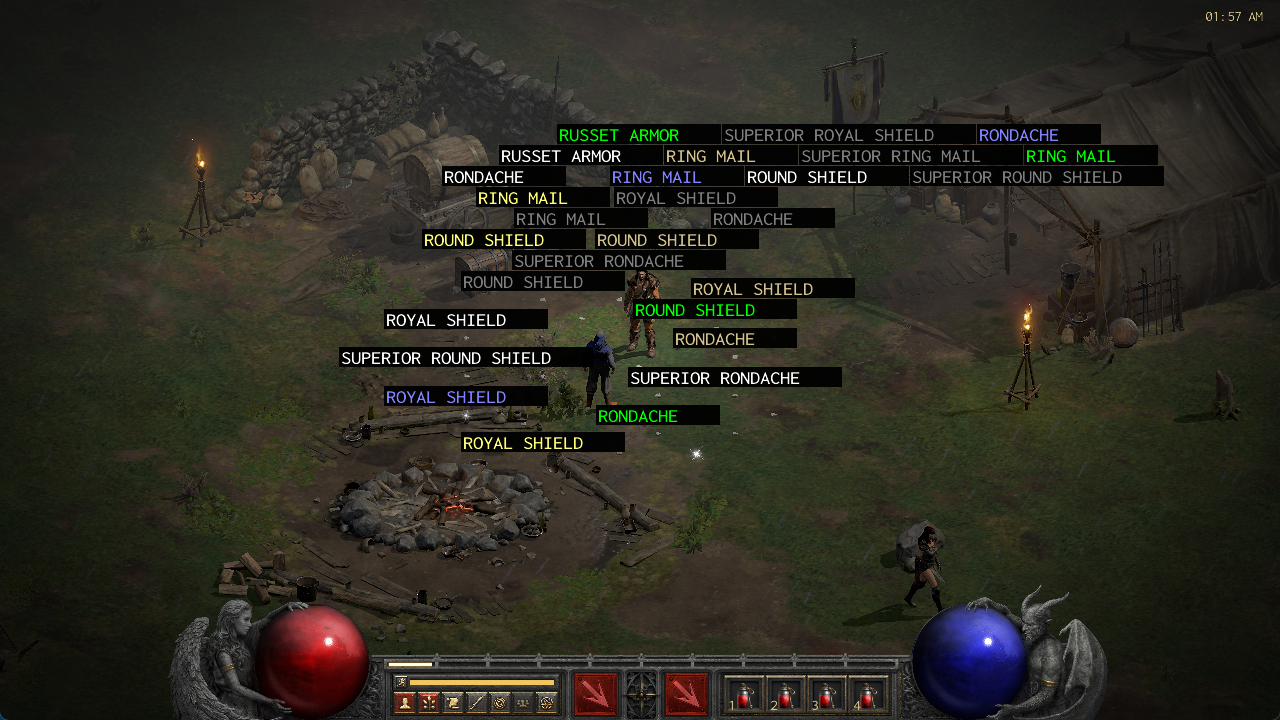 01:57 AM
RUSSET ARMOR SUPERIOR ROYAL SHIELD RONDACHE
RUSSET ARMOR RING MAIL SUPERIOR RING MAIL RING MAIL
RONDACHE RING MAIL ROUND SHIELD SUPERIOR ROUND SHIELD
RING MAIL ROYAL SHIELD
RING MAIL RONDACHE
ROUND SHIELD ROUND SHIELD
SUPERIOR RONDACHE
ROUND SHIELD ROYAL SHIELD
ROUND SHIELD
ROYAL SHIELD
RONDACHE
SUPERIOR ROUND SHIELD
SUPERIOR RONDACHE
ROYAL SHIELD
RONDACHE
ROYAL SHIELD
1 2 3 4